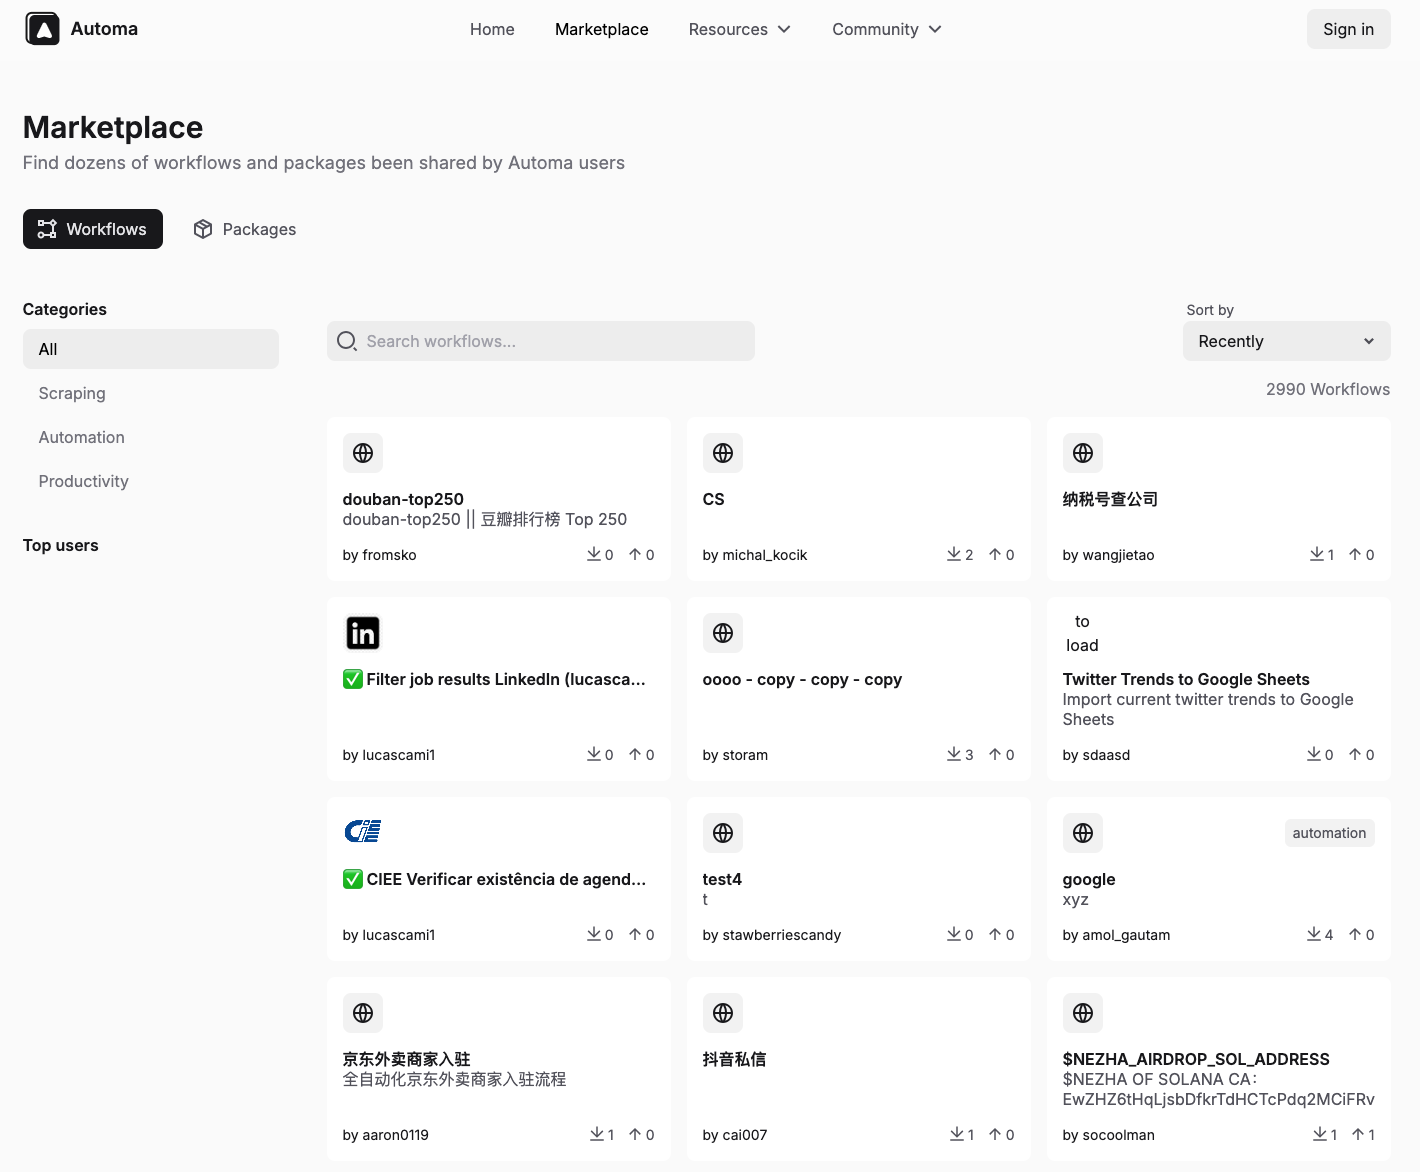 Automa
Home
Marketplace
Resources
Community
Sign in
Marketplace
Find dozens of workflows and packages been shared by Automa users
Workflows
Packages
Categories
All
Scraping
Automation
Productivity
Top users
Search workflows...
Sort by
Recently
2990 Workflows
douban-top250
douban-top250 || 豆瓣排行榜 Top 250
by fromsko
0
0
CS
by michal_kocik
2
0
纳税号查公司
by wangjietao
1
0
in
✅ Filter job results LinkedIn (lucasca...
by lucascami1
0
0
oooo - copy - copy - copy
by storam
3
0
to
load
Twitter Trends to Google Sheets
Import current twitter trends to Google
Sheets
by sdaasd
0
0
CIEE
✅ CIEE Verificar existência de agend...
by lucascami1
0
0
test4
t
by stawberriescandy
0
0
automation
google
xyz
by amol_gautam
4
0
京东外卖商家入驻
全自动化京东外卖商家入驻流程
by aaron0119
1
0
抖音私信
by cai007
1
0
$NEZHA_AIRDROP_SOL_ADDRESS
$NEZHA OF SOLANA CA：
EwZHZ6tHqLjsbDfkrTdHCTcPdq2MCiFRv
by socoolman
1
1